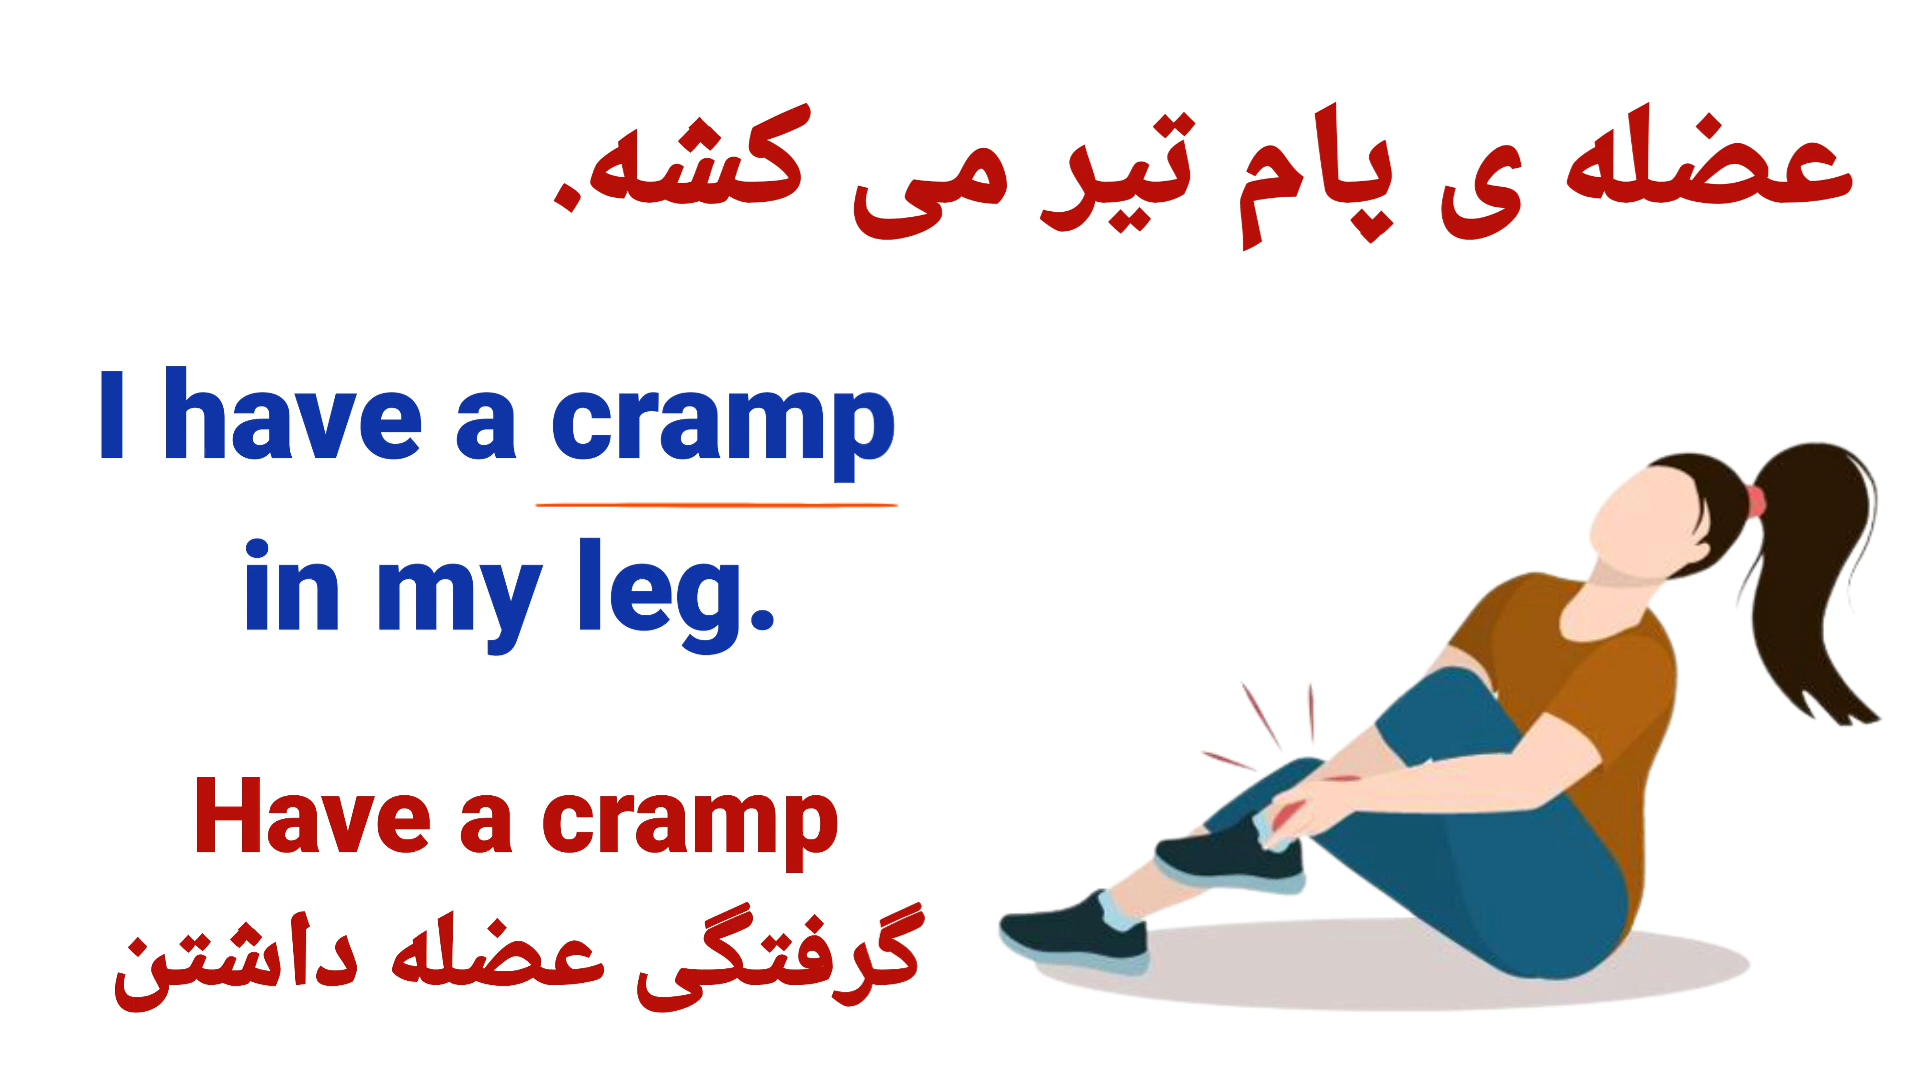 عضله ی پام تیر می کشه.
I have a cramp
in my leg.
Have a cramp
گرفتگی عضله داشتن